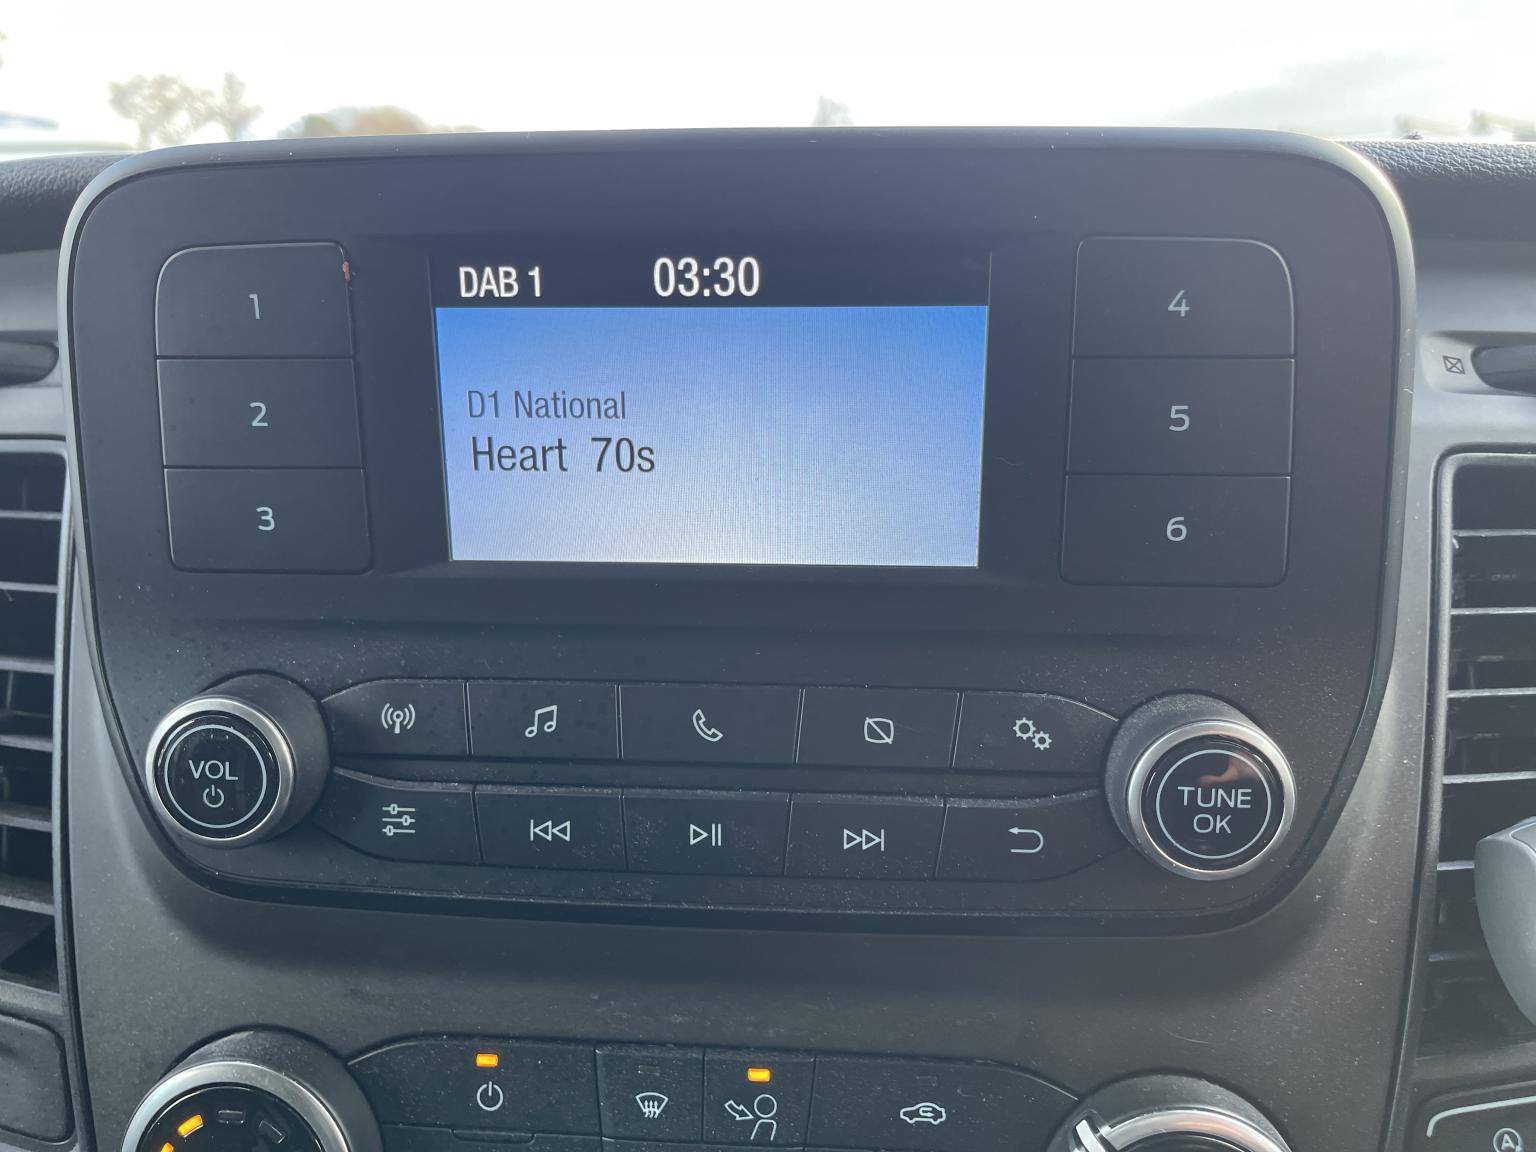 DAB 1 03:30
D1 National
Heart 70s
1
2
3
4
5
6
VOL
TUNE
OK
A